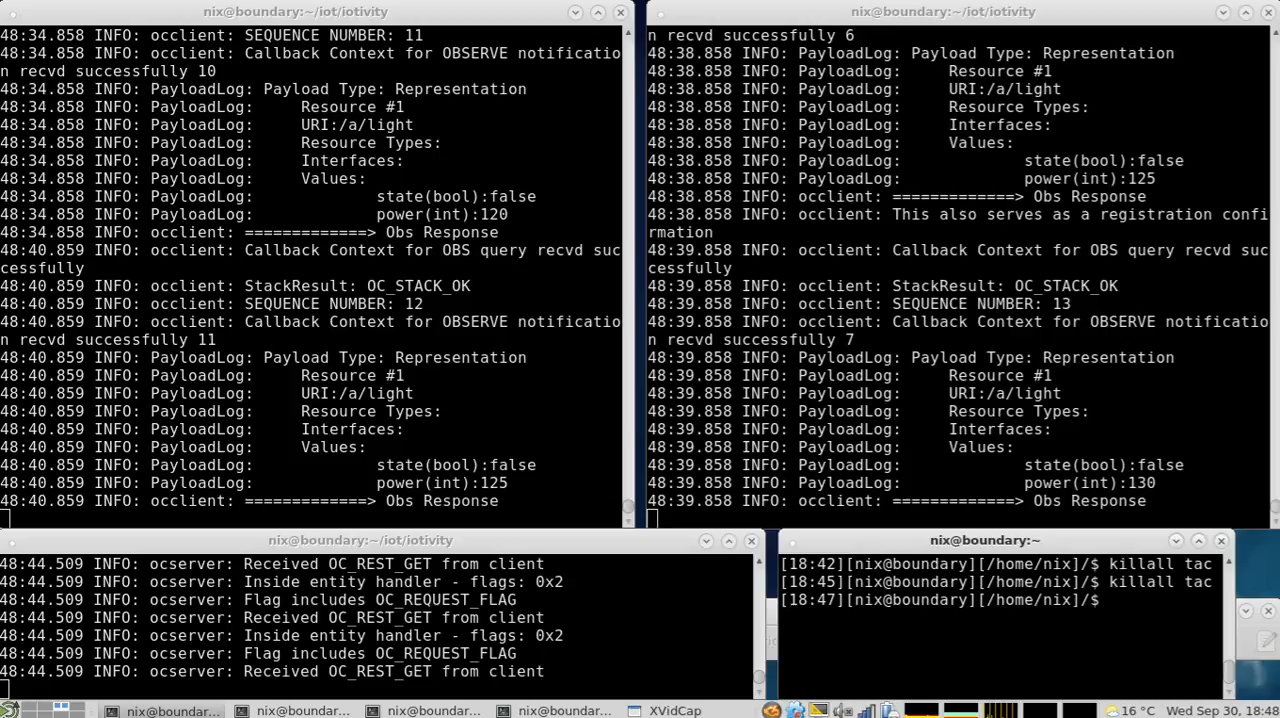 nix@boundary:~/iot/iotivity
48:34.858 INFO: occlient: SEQUENCE NUMBER: 11
48:34.858 INFO: occlient: Callback Context for OBSERVE notificatio
n recvd successfully 10
48:34.858 INFO: PayloadLog: Payload Type: Representation
48:34.858 INFO: PayloadLog: Resource #1
48:34.858 INFO: PayloadLog: URI:/a/light
48:34.858 INFO: PayloadLog: Resource Types:
48:34.858 INFO: PayloadLog: Interfaces:
48:34.858 INFO: PayloadLog: Values:
48:34.858 INFO: PayloadLog: state(bool):false
48:34.858 INFO: PayloadLog: power(int):120
48:34.858 INFO: occlient: =============> Obs Response
48:40.859 INFO: occlient: Callback Context for OBS query recvd suc
cessfully
48:40.859 INFO: occlient: StackResult: OC_STACK_OK
48:40.859 INFO: occlient: SEQUENCE NUMBER: 12
48:40.859 INFO: occlient: Callback Context for OBSERVE notificatio
n recvd successfully 11
48:40.859 INFO: PayloadLog: Payload Type: Representation
48:40.859 INFO: PayloadLog: Resource #1
48:40.859 INFO: PayloadLog: URI:/a/light
48:40.859 INFO: PayloadLog: Resource Types:
48:40.859 INFO: PayloadLog: Interfaces:
48:40.859 INFO: PayloadLog: Values:
48:40.859 INFO: PayloadLog: state(bool):false
48:40.859 INFO: PayloadLog: power(int):125
48:40.859 INFO: occlient: =============> Obs Response
nix@boundary:~/iot/iotivity
n recvd successfully 6
48:38.858 INFO: PayloadLog: Payload Type: Representation
48:38.858 INFO: PayloadLog: Resource #1
48:38.858 INFO: PayloadLog: URI:/a/light
48:38.858 INFO: PayloadLog: Resource Types:
48:38.858 INFO: PayloadLog: Interfaces:
48:38.858 INFO: PayloadLog: Values:
48:38.858 INFO: PayloadLog: state(bool):false
48:38.858 INFO: PayloadLog: power(int):125
48:38.858 INFO: occlient: =============> Obs Response
48:38.858 INFO: occlient: This also serves as a registration confi
rmation
48:39.858 INFO: occlient: Callback Context for OBS query recvd suc
cessfully
48:39.858 INFO: occlient: StackResult: OC_STACK_OK
48:39.858 INFO: occlient: SEQUENCE NUMBER: 13
48:39.858 INFO: occlient: Callback Context for OBSERVE notificatio
n recvd successfully 7
48:39.858 INFO: PayloadLog: Payload Type: Representation
48:39.858 INFO: PayloadLog: Resource #1
48:39.858 INFO: PayloadLog: URI:/a/light
48:39.858 INFO: PayloadLog: Resource Types:
48:39.858 INFO: PayloadLog: Interfaces:
48:39.858 INFO: PayloadLog: Values:
48:39.858 INFO: PayloadLog: state(bool):false
48:39.858 INFO: PayloadLog: power(int):130
48:39.858 INFO: occlient: =============> Obs Response
nix@boundary:~/iot/iotivity
48:44.509 INFO: ocserver: Received OC_REST_GET from client
48:44.509 INFO: ocserver: Inside entity handler - flags: 0x2
48:44.509 INFO: ocserver: Flag includes OC_REQUEST_FLAG
48:44.509 INFO: ocserver: Received OC_REST_GET from client
48:44.509 INFO: ocserver: Inside entity handler - flags: 0x2
48:44.509 INFO: ocserver: Flag includes OC_REQUEST_FLAG
48:44.509 INFO: ocserver: Received OC_REST_GET from client
nix@boundary:~
[18:42][nix@boundary][/home/nix]/$ killall tac
[18:45][nix@boundary][/home/nix]/$ killall tac
[18:47][nix@boundary][/home/nix]/$
nix@boundar... nix@boundar... nix@boundar... nix@boundar... XVidCap 16 °C Wed Sep 30, 18:48